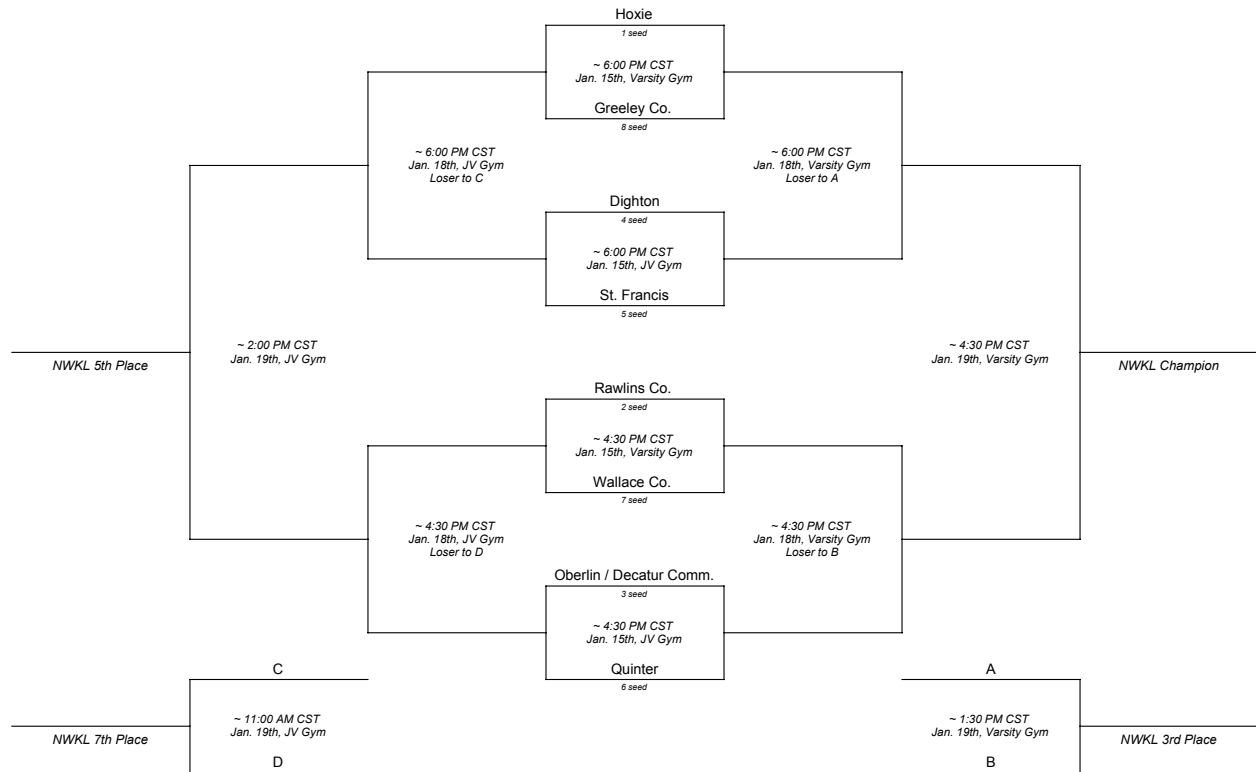 Hoxie
1 seed
~ 6:00 PM CST
Jan. 15th, Varsity Gym
Greeley Co.
8 seed
~ 6:00 PM CST
Jan. 18th, JV Gym
Loser to C
~ 6:00 PM CST
Jan. 18th, Varsity Gym
Loser to A
Dighton
4 seed
~ 6:00 PM CST
Jan. 15th, JV Gym
St. Francis
5 seed
~ 2:00 PM CST
Jan. 19th, JV Gym
NWKL 5th Place
~ 4:30 PM CST
Jan. 19th, Varsity Gym
NWKL Champion
Rawlins Co.
2 seed
~ 4:30 PM CST
Jan. 15th, Varsity Gym
Wallace Co.
7 seed
~ 4:30 PM CST
Jan. 18th, JV Gym
Loser to D
~ 4:30 PM CST
Jan. 18th, Varsity Gym
Loser to B
Oberlin / Decatur Comm.
3 seed
~ 4:30 PM CST
Jan. 15th, JV Gym
Quinter
6 seed
C
~ 11:00 AM CST
Jan. 19th, JV Gym
NWKL 7th Place
D
A
~ 1:30 PM CST
Jan. 19th, Varsity Gym
NWKL 3rd Place
B